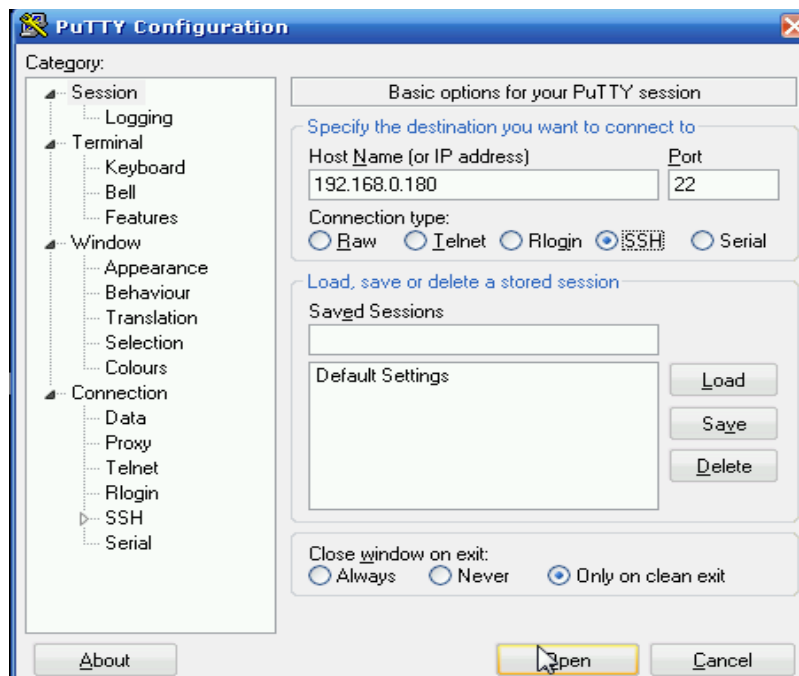 PuTTY Configuration
Category:
Session
Logging
Terminal
Keyboard
Bell
Features
Window
Appearance
Behaviour
Translation
Selection
Colours
Connection
Data
Proxy
Telnet
Rlogin
SSH
Serial
Basic options for your PuTTY session
Specify the destination you want to connect to
Host Name (or IP address) Port
192.168.0.180 22
Connection type:
Raw Telnet Rlogin SSH Serial
Load, save or delete a stored session
Saved Sessions
Default Settings
Load
Save
Delete
Close window on exit:
Always Never Only on clean exit
About Open Cancel